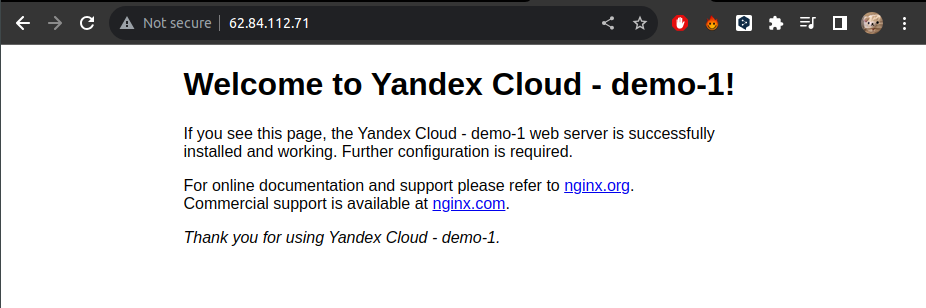 Not secure
62.84.112.71
Welcome to Yandex Cloud - demo-1!
If you see this page, the Yandex Cloud - demo-1 web server is successfully
installed and working. Further configuration is required.
For online documentation and support please refer to nginx.org.
Commercial support is available at nginx.com.
Thank you for using Yandex Cloud - demo-1.